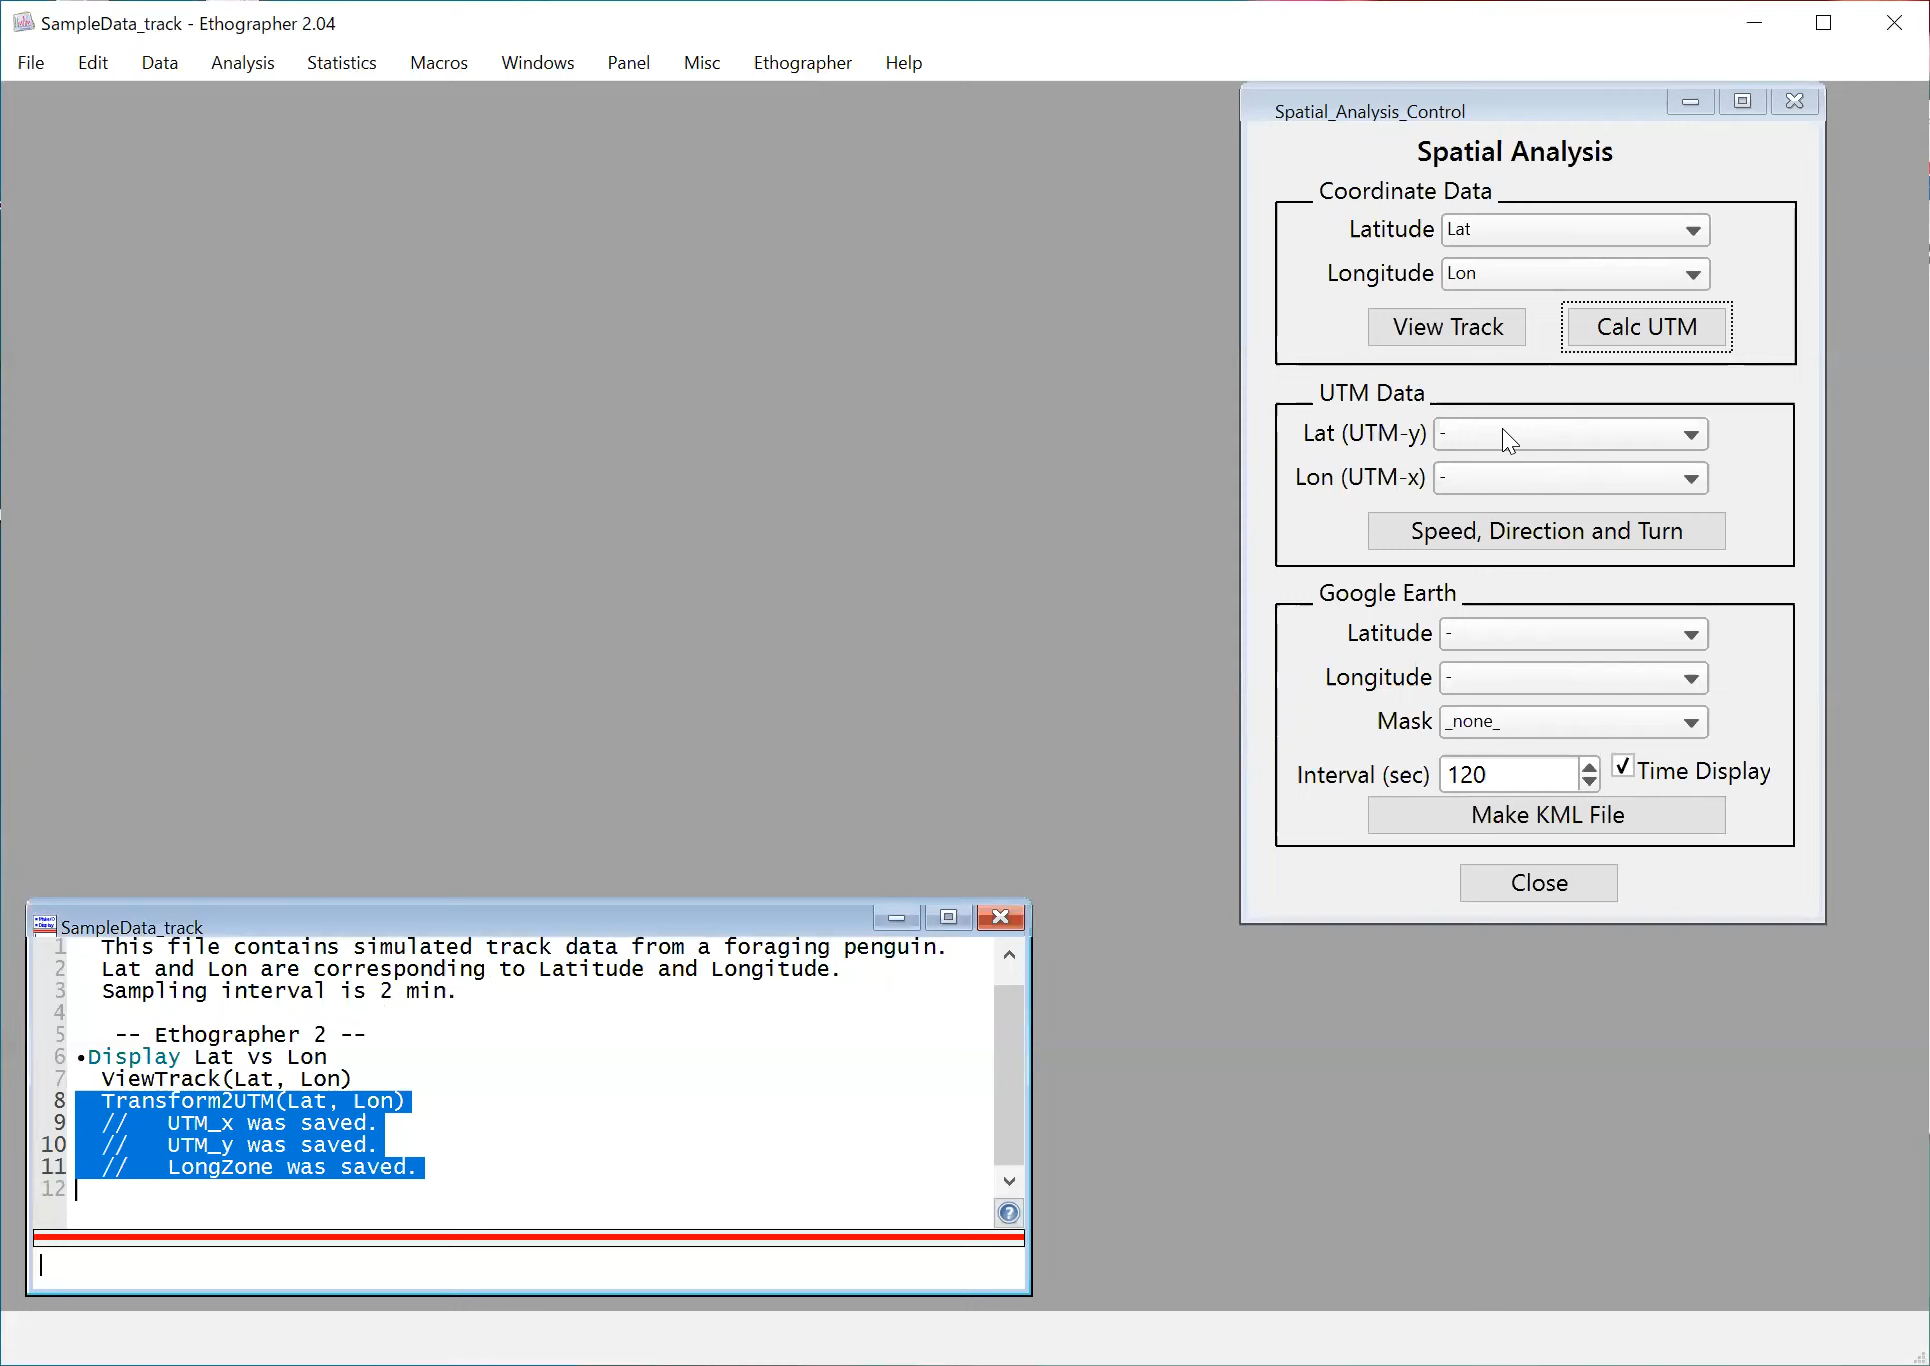 SampleData_track - Ethographer 2.04
File Edit Data Analysis Statistics Macros Windows Panel Misc Ethographer Help
Spatial_Analysis_Control
Spatial Analysis
Coordinate Data
Latitude Lat
Longitude Lon
View Track Calc UTM
UTM Data
Lat (UTM-y) -
Lon (UTM-x) -
Speed, Direction and Turn
Google Earth
Latitude -
Longitude -
Mask _none_
Interval (sec) 120 Time Display
Make KML File
Close
SampleData_track
1 This file contains simulated track data from a foraging penguin.
2 Lat and Lon are corresponding to Latitude and Longitude.
3 Sampling interval is 2 min.
4
5 -- Ethographer 2 --
6 •Display Lat vs Lon
7 ViewTrack(Lat, Lon)
8 Transform2UTM(Lat, Lon)
9 // UTM_x was saved.
10 // UTM_y was saved.
11 // LongZone was saved.
12